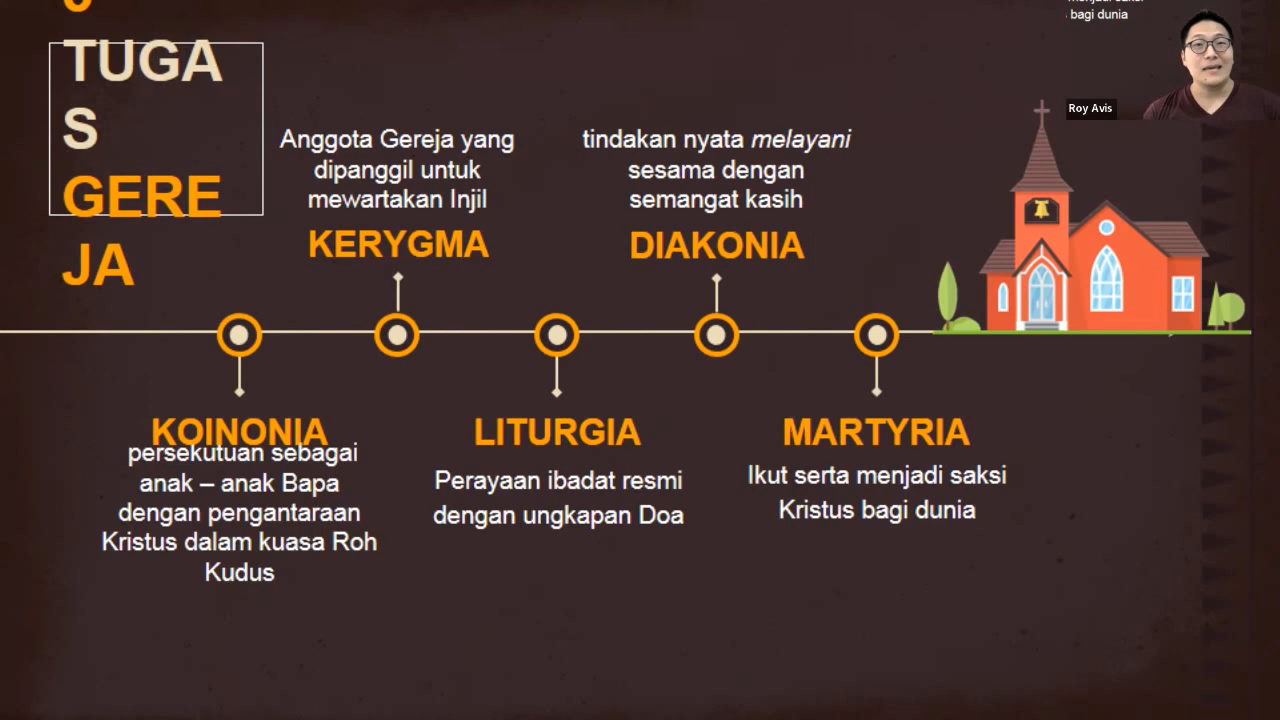 TUGA
S
GERE
JA
Anggota Gereja yang
dipanggil untuk
mewartakan Injil
KERYGMA
tindakan nyata melayani
sesama dengan
semangat kasih
DIAKONIA
bagi dunia
Roy Avis
KOINONIA
persekutuan sebagai
anak – anak Bapa
dengan pengantaraan
Kristus dalam kuasa Roh
Kudus
LITURGIA
Perayaan ibadat resmi
dengan ungkapan Doa
MARTYRIA
Ikut serta menjadi saksi
Kristus bagi dunia